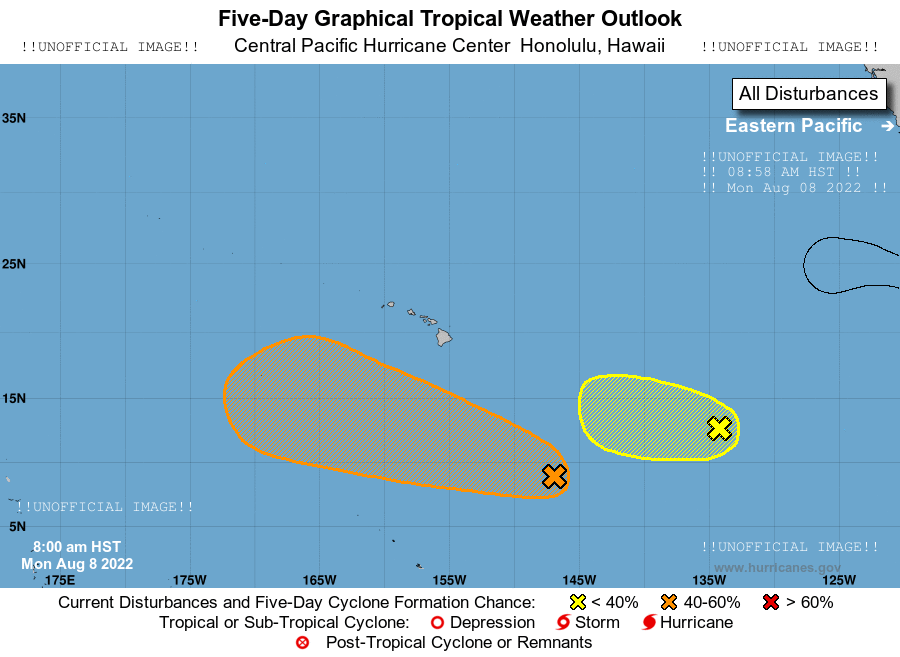 Five-Day Graphical Tropical Weather Outlook
!!UNOFFICIAL IMAGE!! Central Pacific Hurricane Center Honolulu, Hawaii !!UNOFFICIAL IMAGE!!
All Disturbances
35N
Eastern Pacific →
!!UNOFFICIAL IMAGE!!
!! 08:58 AM HST !!
!! Mon Aug 08 2022 !!
25N
15N
!!UNOFFICIAL IMAGE!!
5N
8:00 am HST
Mon Aug 8 2022
!!UNOFFICIAL IMAGE!!
www.hurricanes.gov
175E 175W 165W 155W 145W 135W 125W
Current Disturbances and Five-Day Cyclone Formation Chance: < 40% 40-60% > 60%
Tropical or Sub-Tropical Cyclone: Depression Storm Hurricane
Post-Tropical Cyclone or Remnants